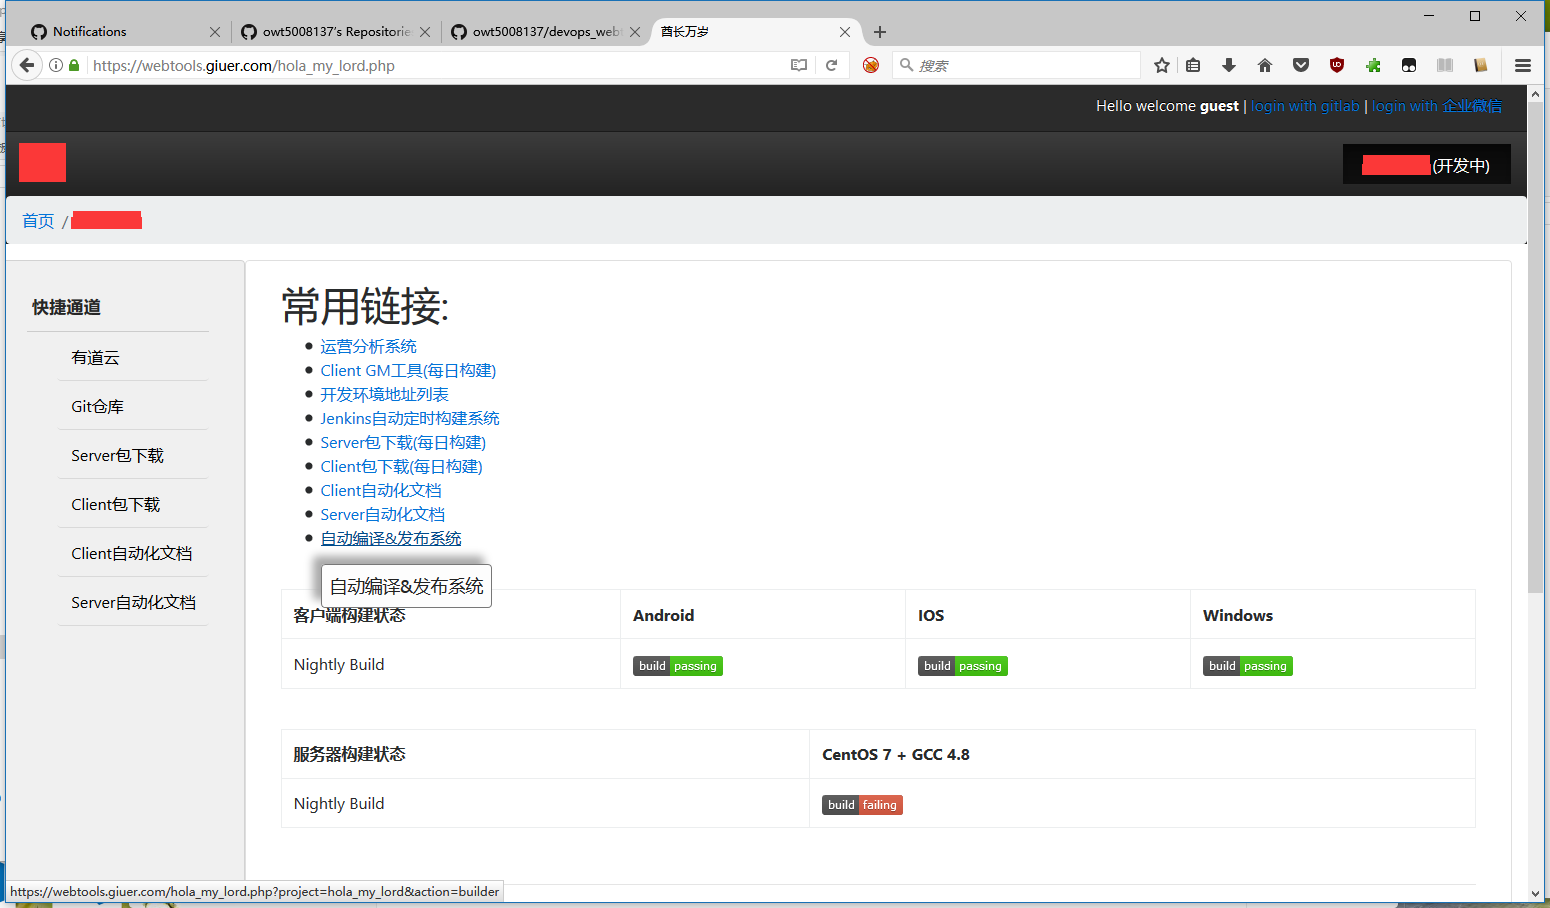 Notifications
owt5008137's Repositorie
owt5008137/devops_webt
酋长万岁
https://webtools.giuer.com/hola_my_lord.php
搜索
Hello welcome guest | login with gitlab | login with 企业微信
(开发中)
首页 /
快捷通道
有道云
Git仓库
Server包下载
Client包下载
Client自动化文档
Server自动化文档
常用链接:
运营分析系统
Client GM工具(每日构建)
开发环境地址列表
Jenkins自动定时构建系统
Server包下载(每日构建)
Client包下载(每日构建)
Client自动化文档
Server自动化文档
自动编译&发布系统
自动编译&发布系统
客户端构建状态 Android IOS Windows
Nightly Build build passing build passing build passing
服务器构建状态 CentOS 7 + GCC 4.8
Nightly Build build failing
https://webtools.giuer.com/hola_my_lord.php?project=hola_my_lord&action=builder